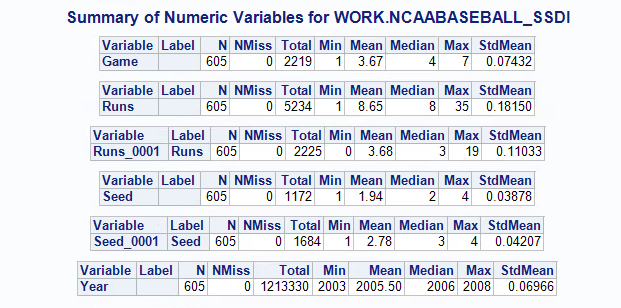 Summary of Numeric Variables for WORK.NCAABASEBALL_SSDI
Variable Label N NMiss Total Min Mean Median Max StdMean
Game 605 0 2219 1 3.67 4 7 0.07432
Variable Label N NMiss Total Min Mean Median Max StdMean
Runs 605 0 5234 1 8.65 8 35 0.18150
Variable Label N NMiss Total Min Mean Median Max StdMean
Runs_0001 Runs 605 0 2225 0 3.68 3 19 0.11033
Variable Label N NMiss Total Min Mean Median Max StdMean
Seed 605 0 1172 1 1.94 2 4 0.03878
Variable Label N NMiss Total Min Mean Median Max StdMean
Seed_0001 Seed 605 0 1684 1 2.78 3 4 0.04207
Variable Label N NMiss Total Min Mean Median Max StdMean
Year 605 0 1213330 2003 2005.50 2006 2008 0.06966